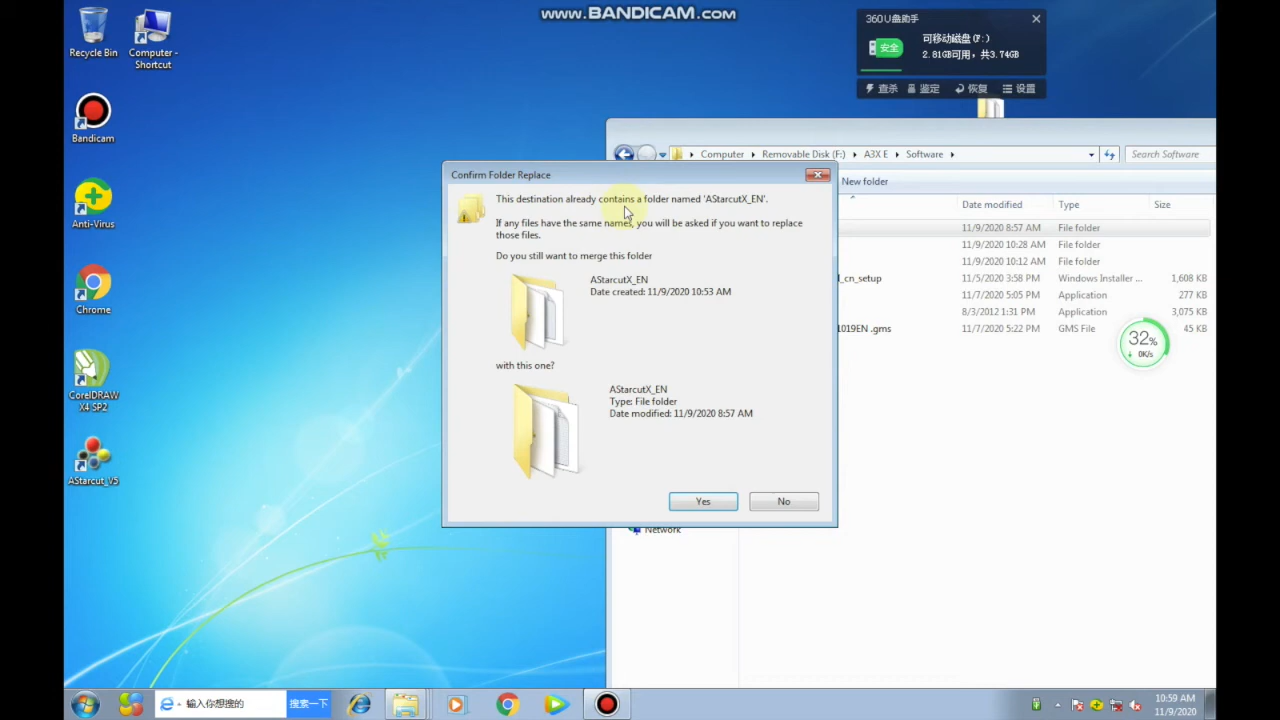 www.BANDICAM.com
Recycle Bin
Computer -
Shortcut
Bandicam
Anti-Virus
Chrome
CorelDRAW
X4 SP2
AStarcut_V5
360 U盘助手
安全
可移动磁盘 (F:)
2.81GB可用，共3.74GB
查杀 鉴定 恢复 设置
Computer Removable Disk (F:) A3X E Software
Search Software
New folder
Date modified Type Size
11/9/2020 8:57 AM File folder
11/9/2020 10:28 AM File folder
11/9/2020 10:12 AM File folder
l_cn_setup 11/5/2020 3:58 PM Windows Installer ... 1,608 KB
11/7/2020 5:05 PM Application 277 KB
8/3/2012 1:31 PM Application 3,075 KB
1019EN .gms 11/7/2020 5:22 PM GMS File 45 KB
32%
↓ 0K/s
Network
Confirm Folder Replace
This destination already contains a folder named 'AStarcutX_EN'.
If any files have the same names, you will be asked if you want to replace
those files.
Do you still want to merge this folder
AStarcutX_EN
Date created: 11/9/2020 10:53 AM
with this one?
AStarcutX_EN
Type: File folder
Date modified: 11/9/2020 8:57 AM
Yes No
输入你想搜的 搜索一下
10:59 AM
11/9/2020